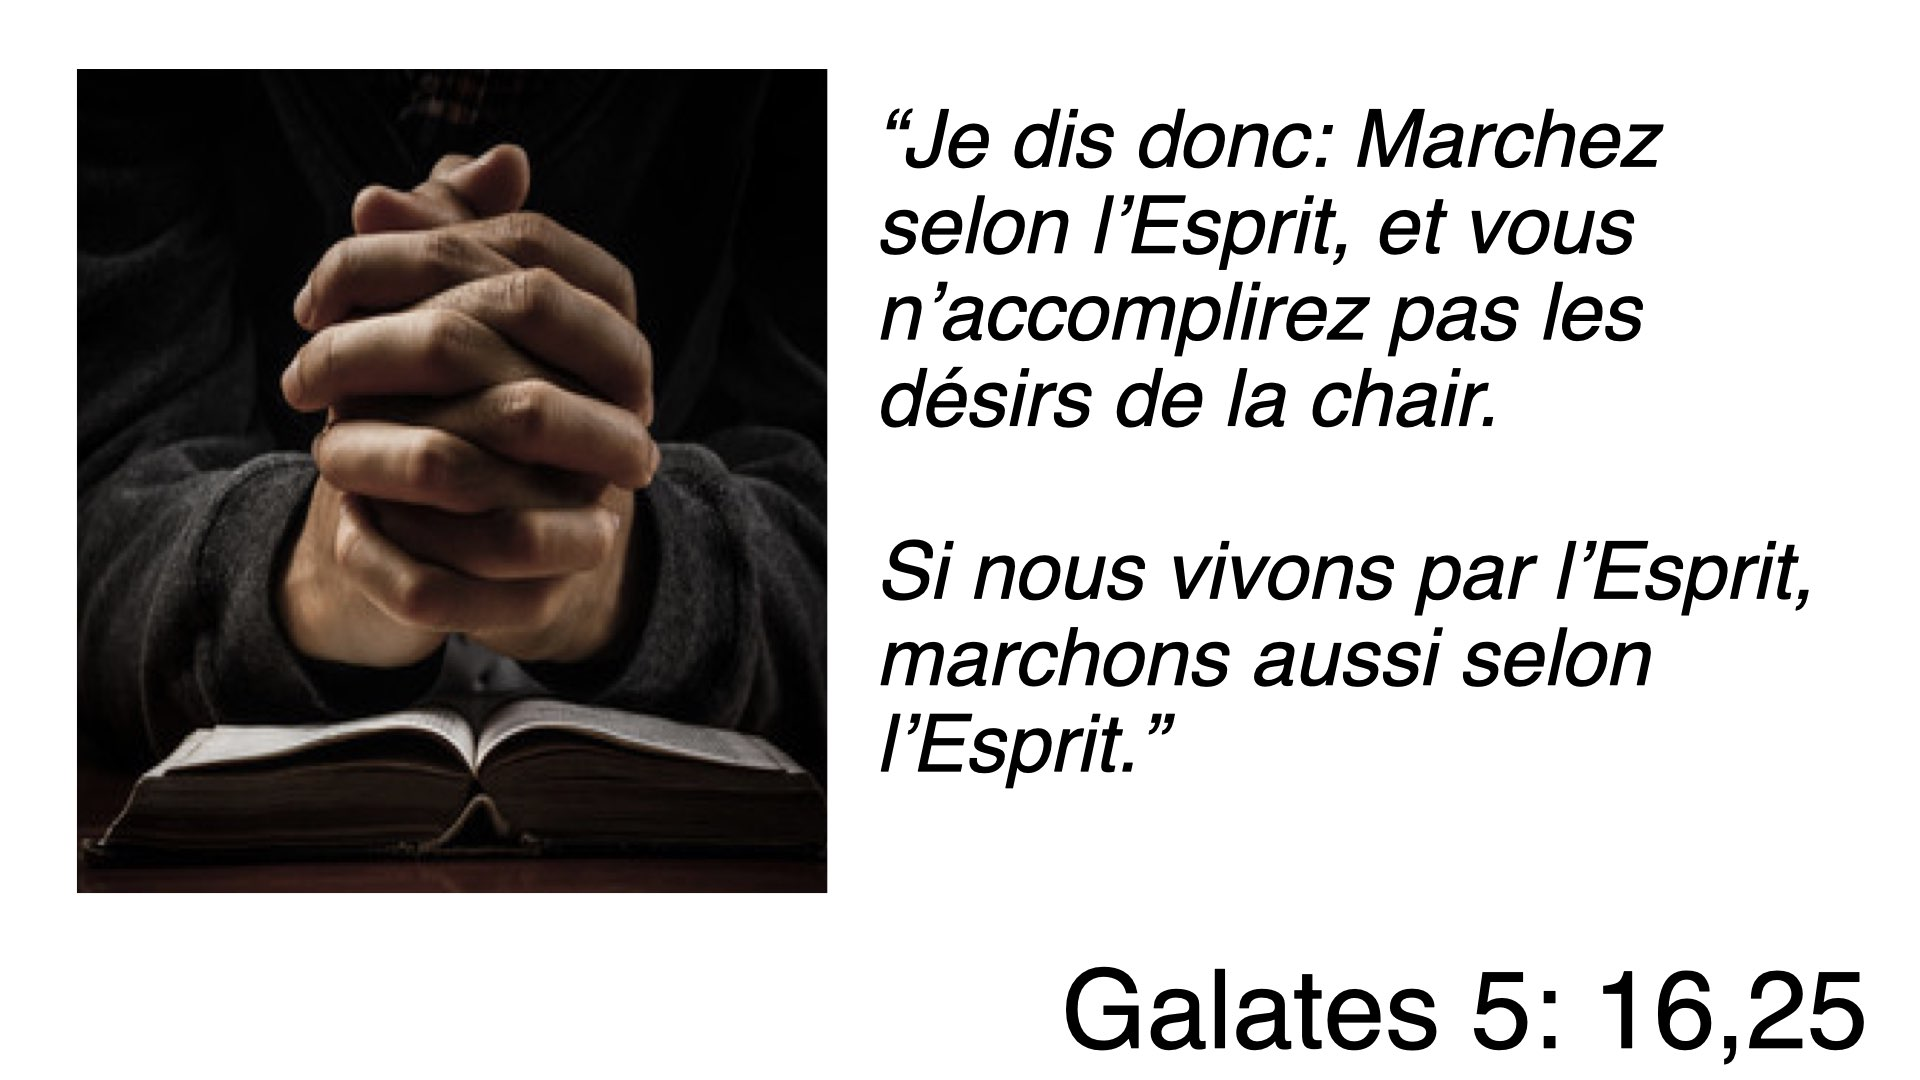 “Je dis donc: Marchez
selon l’Esprit, et vous
n’accomplirez pas les
désirs de la chair.
Si nous vivons par l’Esprit,
marchons aussi selon
l’Esprit.”
Galates 5: 16,25